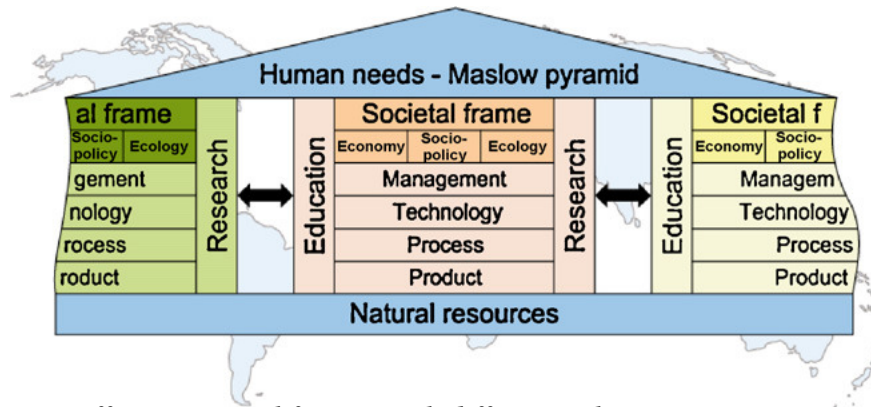 Human needs - Maslow pyramid
al frame
Socio-
policy
Ecology
gement
nology
rocess
roduct
Research
Education
Societal frame
Economy
Socio-
policy
Ecology
Management
Technology
Process
Product
Research
Education
Societal f
Economy
Socio-
policy
Managem
Technology
Process
Product
Natural resources